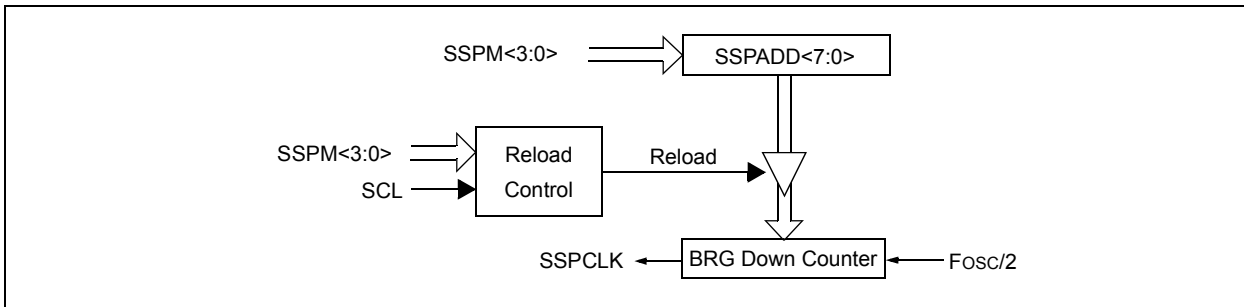 SSPM<3:0>
SSPADD<7:0>
SSPM<3:0>
SCL
Reload
Control
Reload
SSPCLK
BRG Down Counter
FOSC/2